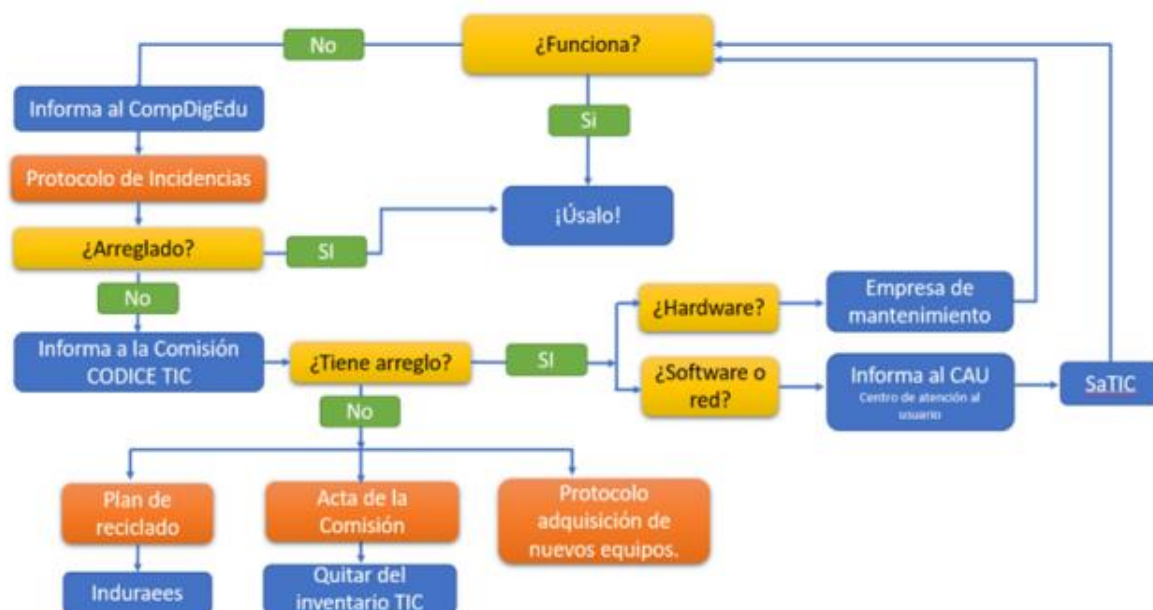 No
¿Funciona?
Informa al CompDigEdu
Si
Protocolo de Incidencias
¡Úsalo!
¿Arreglado?
SI
No
¿Hardware?
Empresa de
mantenimiento
Informa a la Comisión
CODICE TIC
¿Tiene arreglo?
SI
¿Software o
red?
Informa al CAU
Centro de atención al
usuario
SaTIC
No
Plan de
reciclado
Acta de la
Comisión
Protocolo
adquisición de
nuevos equipos.
Induraees
Quitar del
inventario TIC